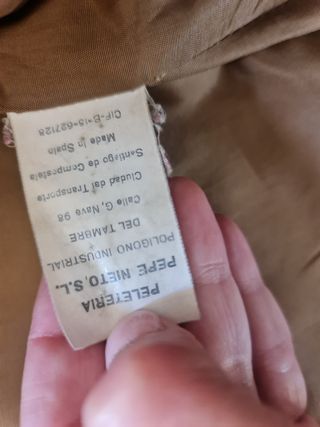 PELETERIA
PEPE NIETO, S.L.
POLIGONO INDUSTRIAL
DEL TAMBRE
Calle G, Nave 98
Ciudad del Transporte
Santiago de Compostela
Made in Spain
CIF-B-15-627128